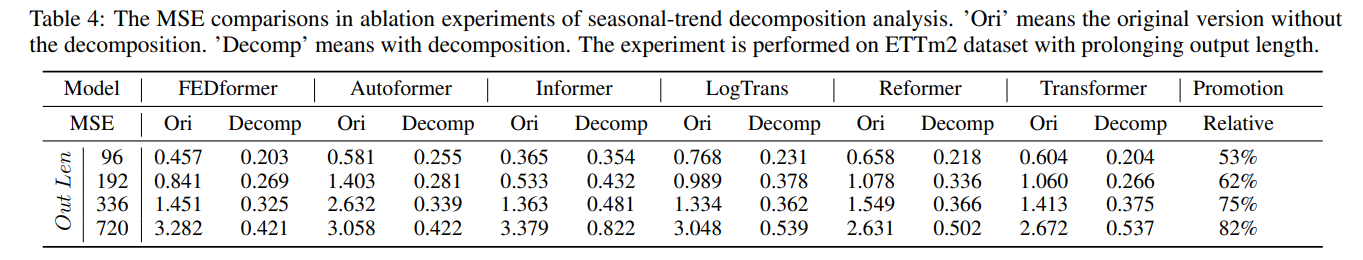 Table 4: The MSE comparisons in ablation experiments of seasonal-trend decomposition analysis. ’Ori’ means the original version without
the decomposition. ’Decomp’ means with decomposition. The experiment is performed on ETTm2 dataset with prolonging output length.
Model FEDformer Autoformer Informer LogTrans Reformer Transformer Promotion
MSE Ori Decomp Ori Decomp Ori Decomp Ori Decomp Ori Decomp Ori Decomp Relative
Out Len
96 0.457 0.203 0.581 0.255 0.365 0.354 0.768 0.231 0.658 0.218 0.604 0.204 53%
192 0.841 0.269 1.403 0.281 0.533 0.432 0.989 0.378 1.078 0.336 1.060 0.266 62%
336 1.451 0.325 2.632 0.339 1.363 0.481 1.334 0.362 1.549 0.366 1.413 0.375 75%
720 3.282 0.421 3.058 0.422 3.379 0.822 3.048 0.539 2.631 0.502 2.672 0.537 82%